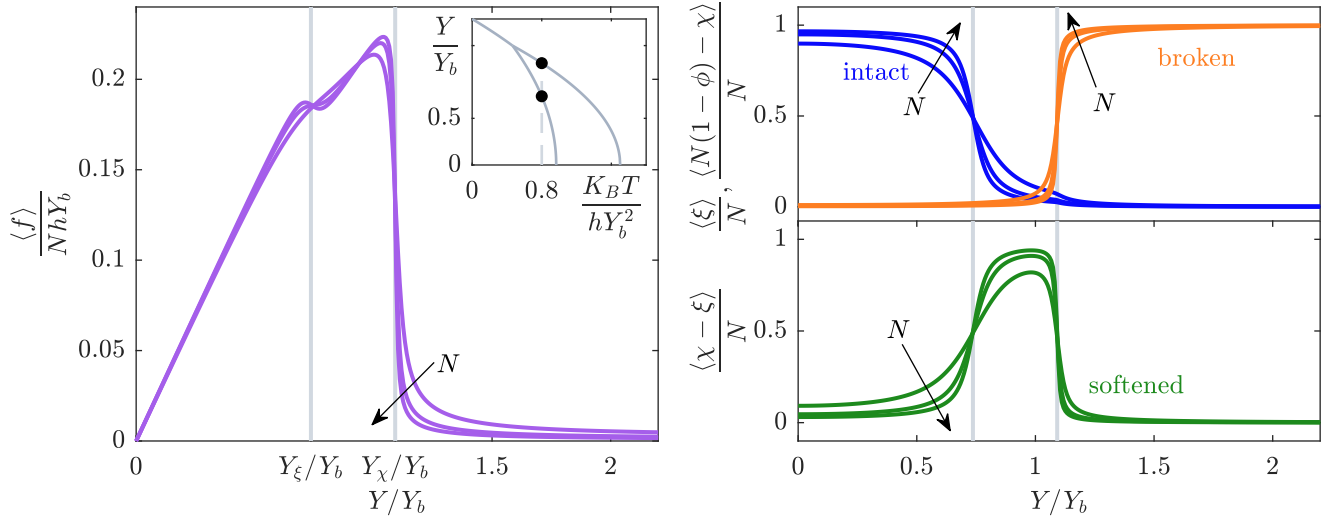 ⟨f⟩ / NhY_b
0.2
0.15
0.1
0.05
0
0
Y_ξ/Y_b
Y_χ/Y_b
1.5
2
Y/Y_b
N
Y / Y_b
0.5
0
0
0.8
K_B T / hY_b^2
⟨ξ⟩ / N, ⟨N(1 − ϕ) − χ⟩ / N
1
0.5
0
intact
N
broken
N
⟨χ − ξ⟩ / N
1
0.5
0
N
softened
0
0.5
1
1.5
2
Y/Y_b